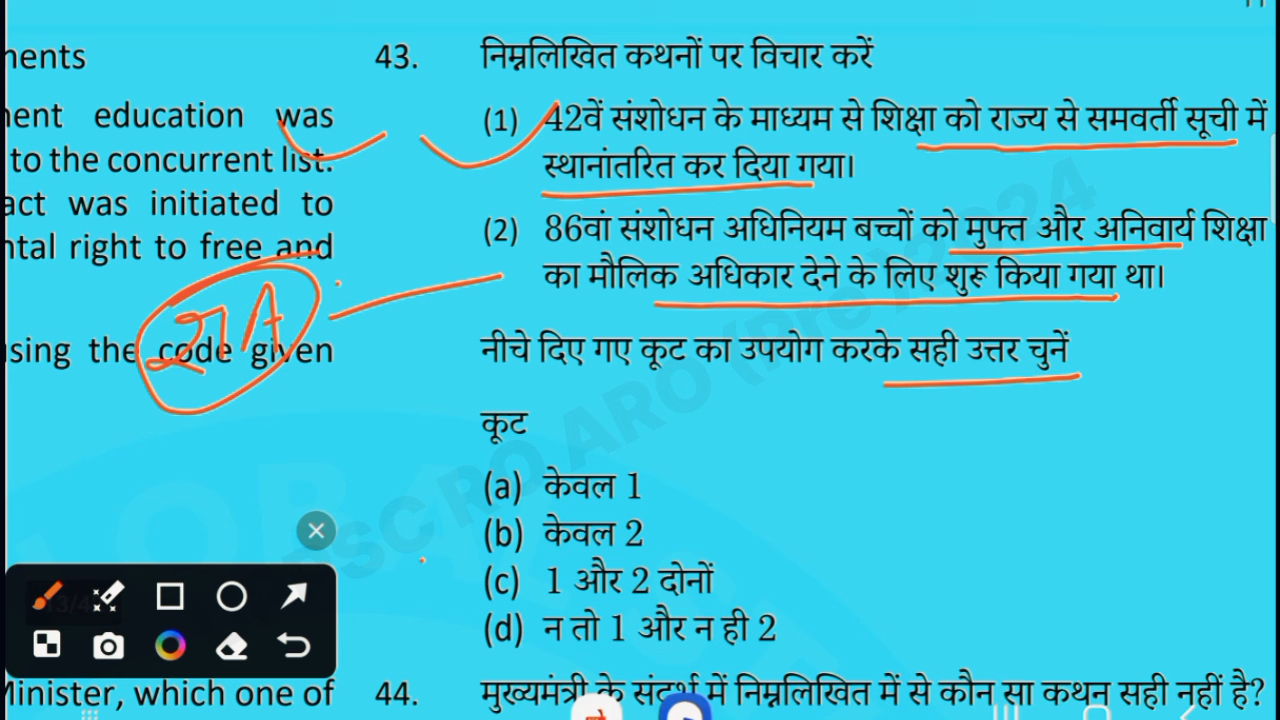 nents
nent education was
to the concurrent list.
act was initiated to
ntal right to free and
using the code given
Minister, which one of
43. निम्नलिखित कथनों पर विचार करें
(1) 42वें संशोधन के माध्यम से शिक्षा को राज्य से समवर्ती सूची में
स्थानांतरित कर दिया गया।
(2) 86वां संशोधन अधिनियम बच्चों को मुफ्त और अनिवार्य शिक्षा
का मौलिक अधिकार देने के लिए शुरू किया गया था।
21A
नीचे दिए गए कूट का उपयोग करके सही उत्तर चुनें
कूट
(a) केवल 1
(b) केवल 2
(c) 1 और 2 दोनों
(d) न तो 1 और न ही 2
44. मुख्यमंत्री के संदर्भ में निम्नलिखित में से कौन सा कथन सही नहीं है?